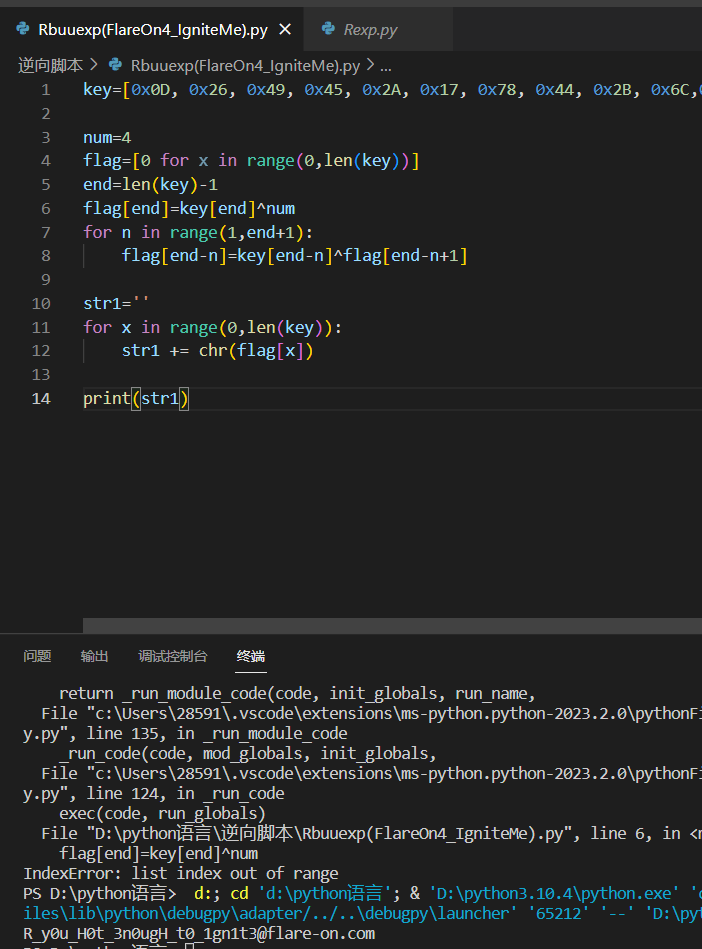 Rbuuexp(FlareOn4_IgniteMe).py Rexp.py
逆向脚本 > Rbuuexp(FlareOn4_IgniteMe).py > ...
1 key=[0x0D, 0x26, 0x49, 0x45, 0x2A, 0x17, 0x78, 0x44, 0x2B, 0x6C,
2
3 num=4
4 flag=[0 for x in range(0,len(key))]
5 end=len(key)-1
6 flag[end]=key[end]^num
7 for n in range(1,end+1):
8 flag[end-n]=key[end-n]^flag[end-n+1]
9
10 str1=''
11 for x in range(0,len(key)):
12 str1 += chr(flag[x])
13
14 print(str1)
问题 输出 调试控制台 终端
return _run_module_code(code, init_globals, run_name,
File "c:\Users\28591\.vscode\extensions\ms-python.python-2023.2.0\pythonFi
y.py", line 135, in _run_module_code
_run_code(code, mod_globals, init_globals,
File "c:\Users\28591\.vscode\extensions\ms-python.python-2023.2.0\pythonFi
y.py", line 124, in _run_code
exec(code, run_globals)
File "D:\python语言\逆向脚本\Rbuuexp(FlareOn4_IgniteMe).py", line 6, in <
flag[end]=key[end]^num
IndexError: list index out of range
PS D:\python语言> d:; cd 'd:\python语言'; & 'D:\python3.10.4\python.exe' 'c
iles\lib\python\debugpy\adapter/../..\debugpy\launcher' '65212' '--' 'D:\pyt
R_y0u_H0t_3n0ugH_t0_1gn1t3@flare-on.com